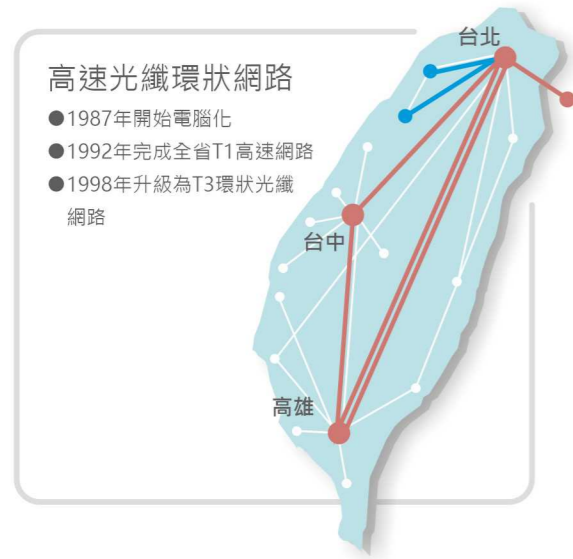 高速光纖環狀網路
●1987年開始電腦化
●1992年完成全省T1高速網路
●1998年升級為T3環狀光纖
網路
台北
台中
高雄